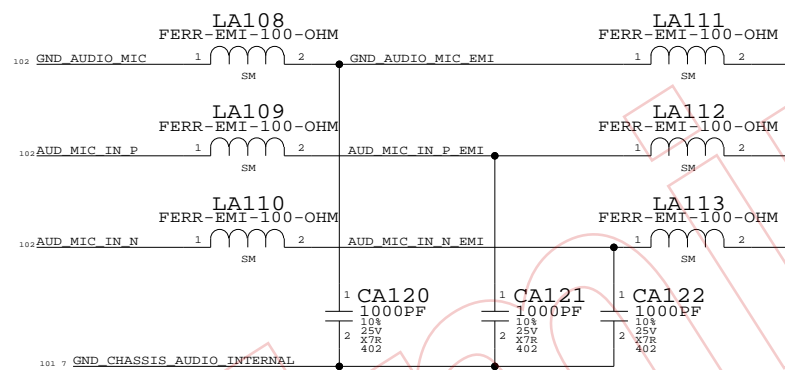 LA108 LA111
FERR-EMI-100-OHM FERR-EMI-100-OHM
102 GND_AUDIO_MIC 1 2 GND_AUDIO_MIC_EMI 1 2
SM SM
LA109 LA112
FERR-EMI-100-OHM FERR-EMI-100-OHM
102 AUD_MIC_IN_P 1 2 AUD_MIC_IN_P_EMI 1 2
SM SM
LA110 LA113
FERR-EMI-100-OHM FERR-EMI-100-OHM
102 AUD_MIC_IN_N 1 2 AUD_MIC_IN_N_EMI 1 2
SM SM
1 CA120 1 CA121 1 CA122
1000PF 1000PF 1000PF
10% 10% 10%
25V 25V 25V
2 X7R 2 X7R 2 X7R
402 402 402
101 7 GND_CHASSIS_AUDIO_INTERNAL